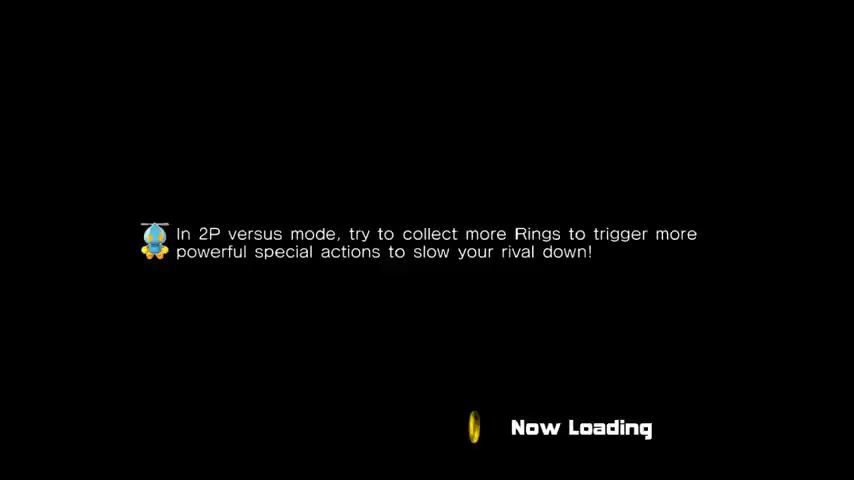 In 2P versus mode, try to collect more Rings to trigger more
powerful special actions to slow your rival down!
Now Loading